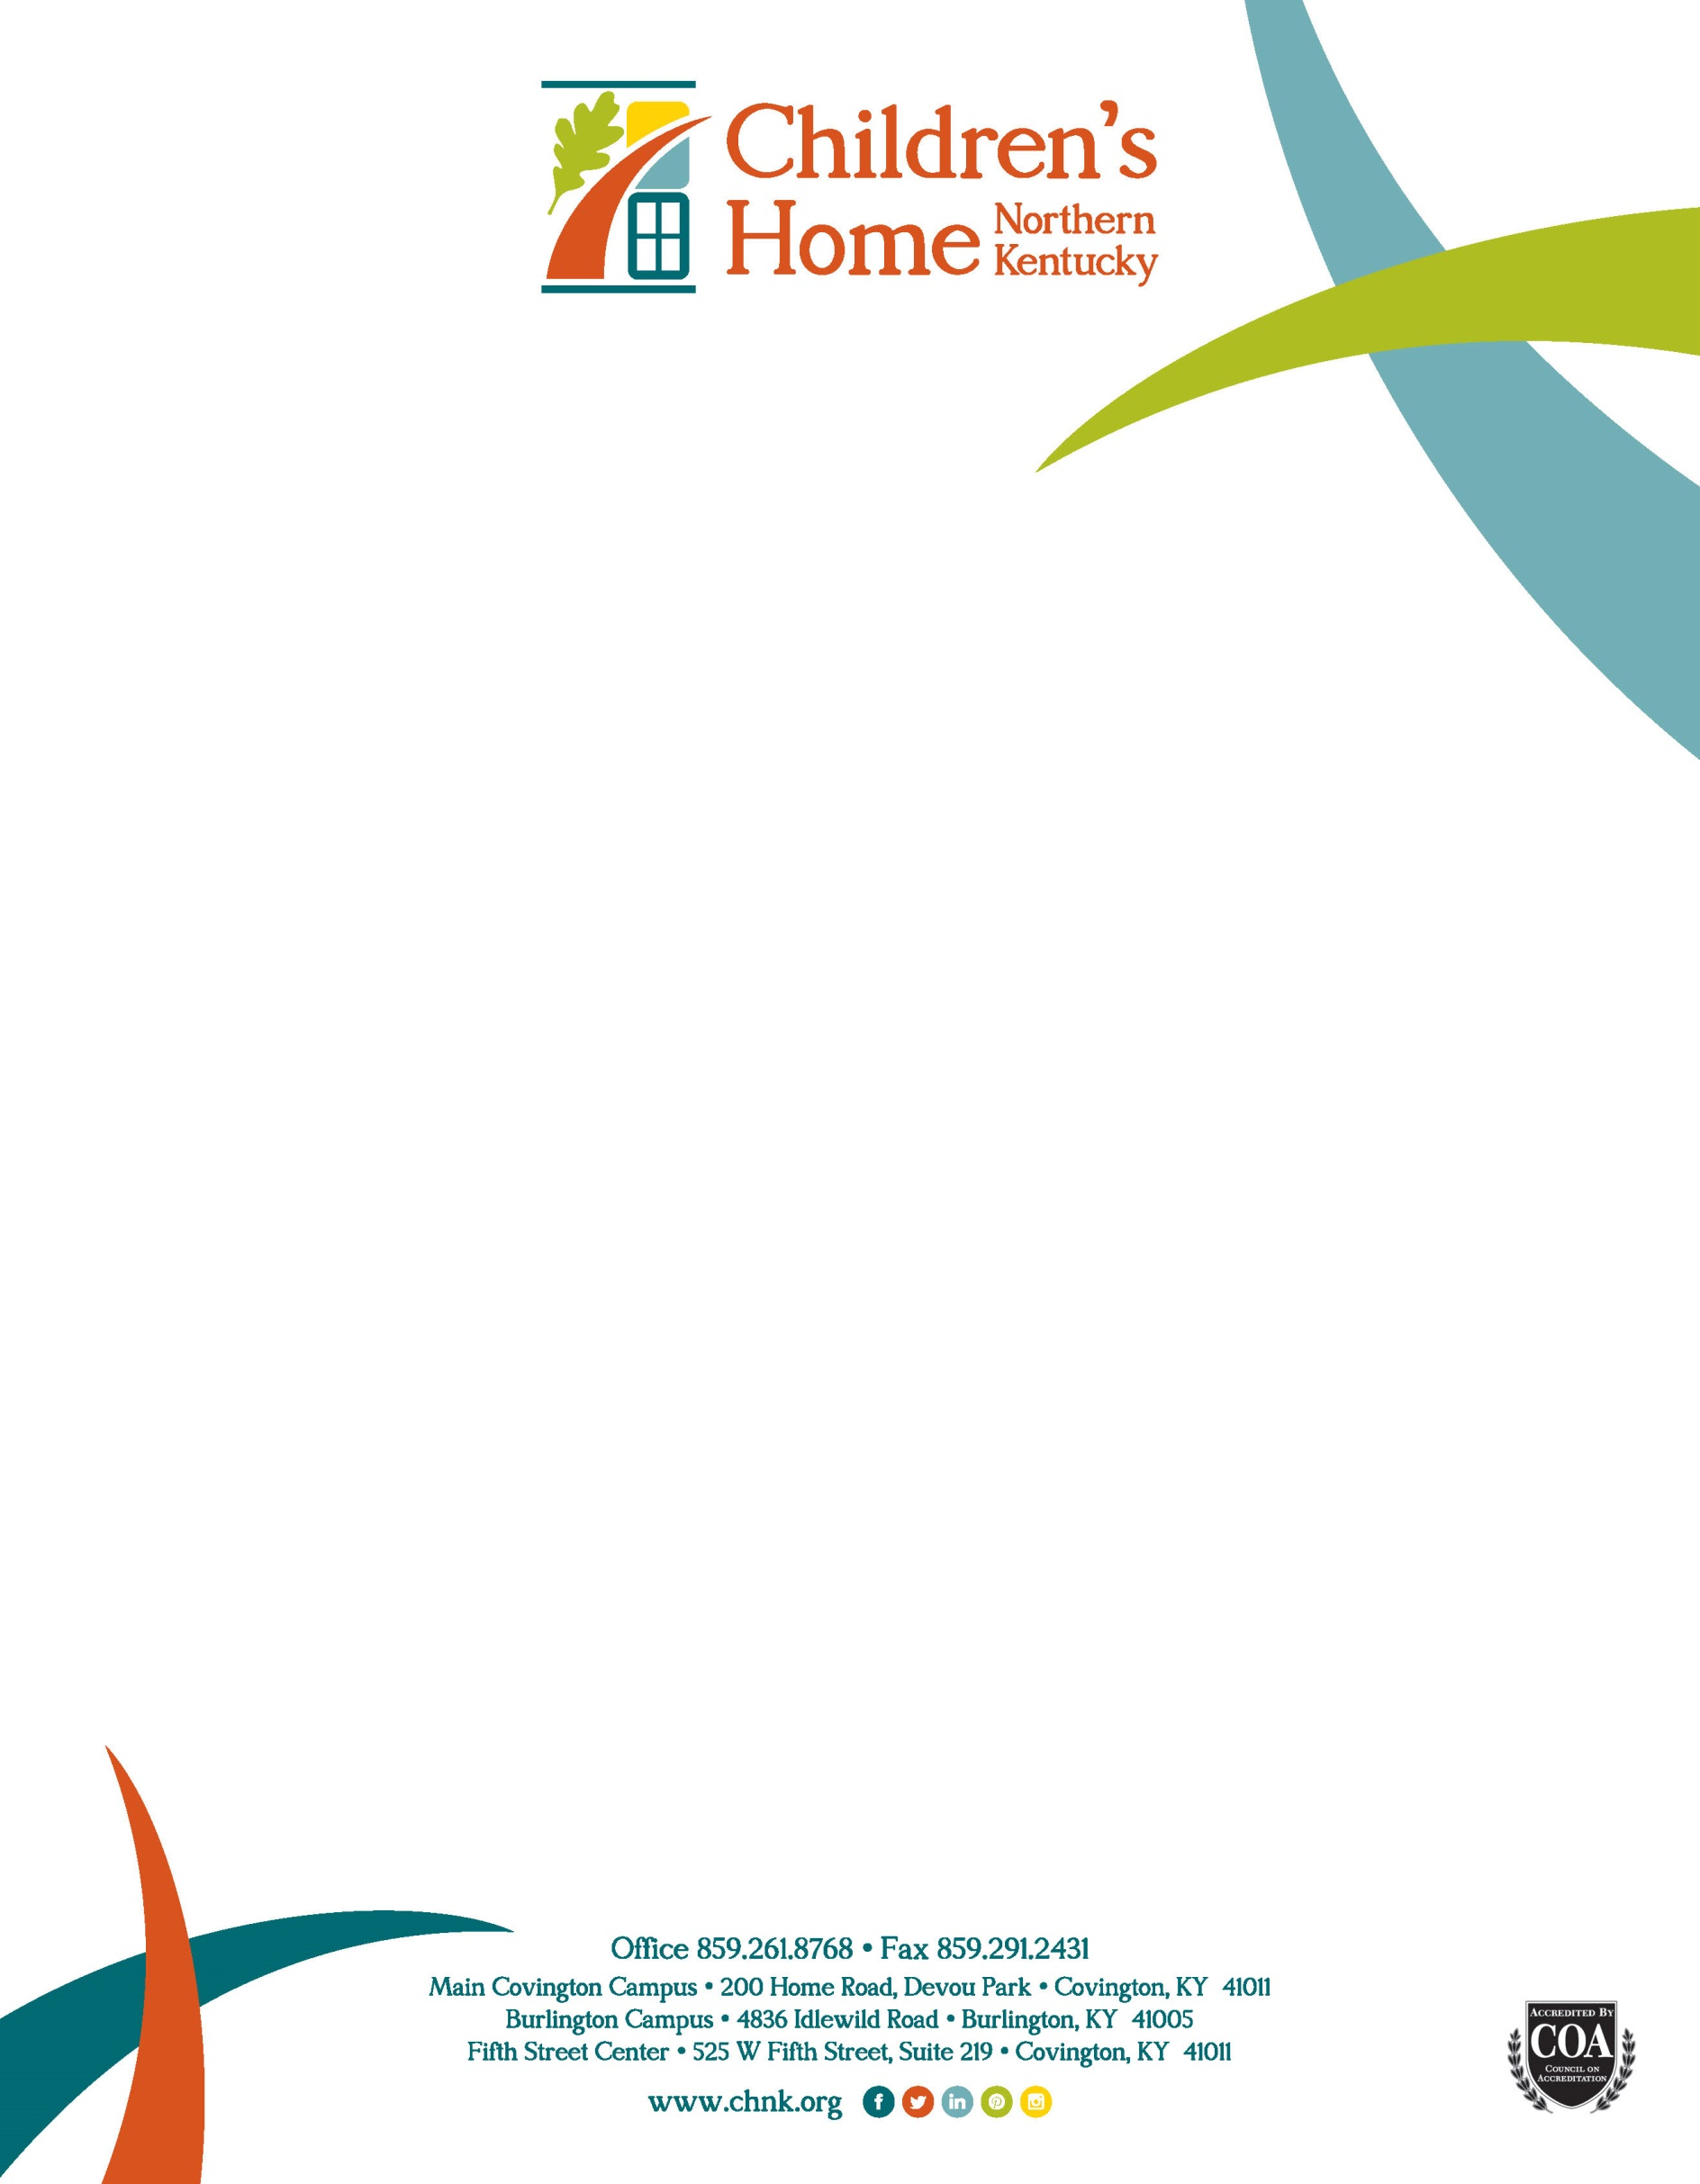 Children's
Home Northern
Kentucky
Office 859.261.8768 • Fax 859.291.2431
Main Covington Campus • 200 Home Road, Devou Park • Covington, KY 41011
Burlington Campus • 4836 Idlewild Road • Burlington, KY 41005
Fifth Street Center • 525 W Fifth Street, Suite 219 • Covington, KY 41011
www.chnk.org
f in
ACCREDITED BY
COA
COUNCIL ON
ACCREDITATION